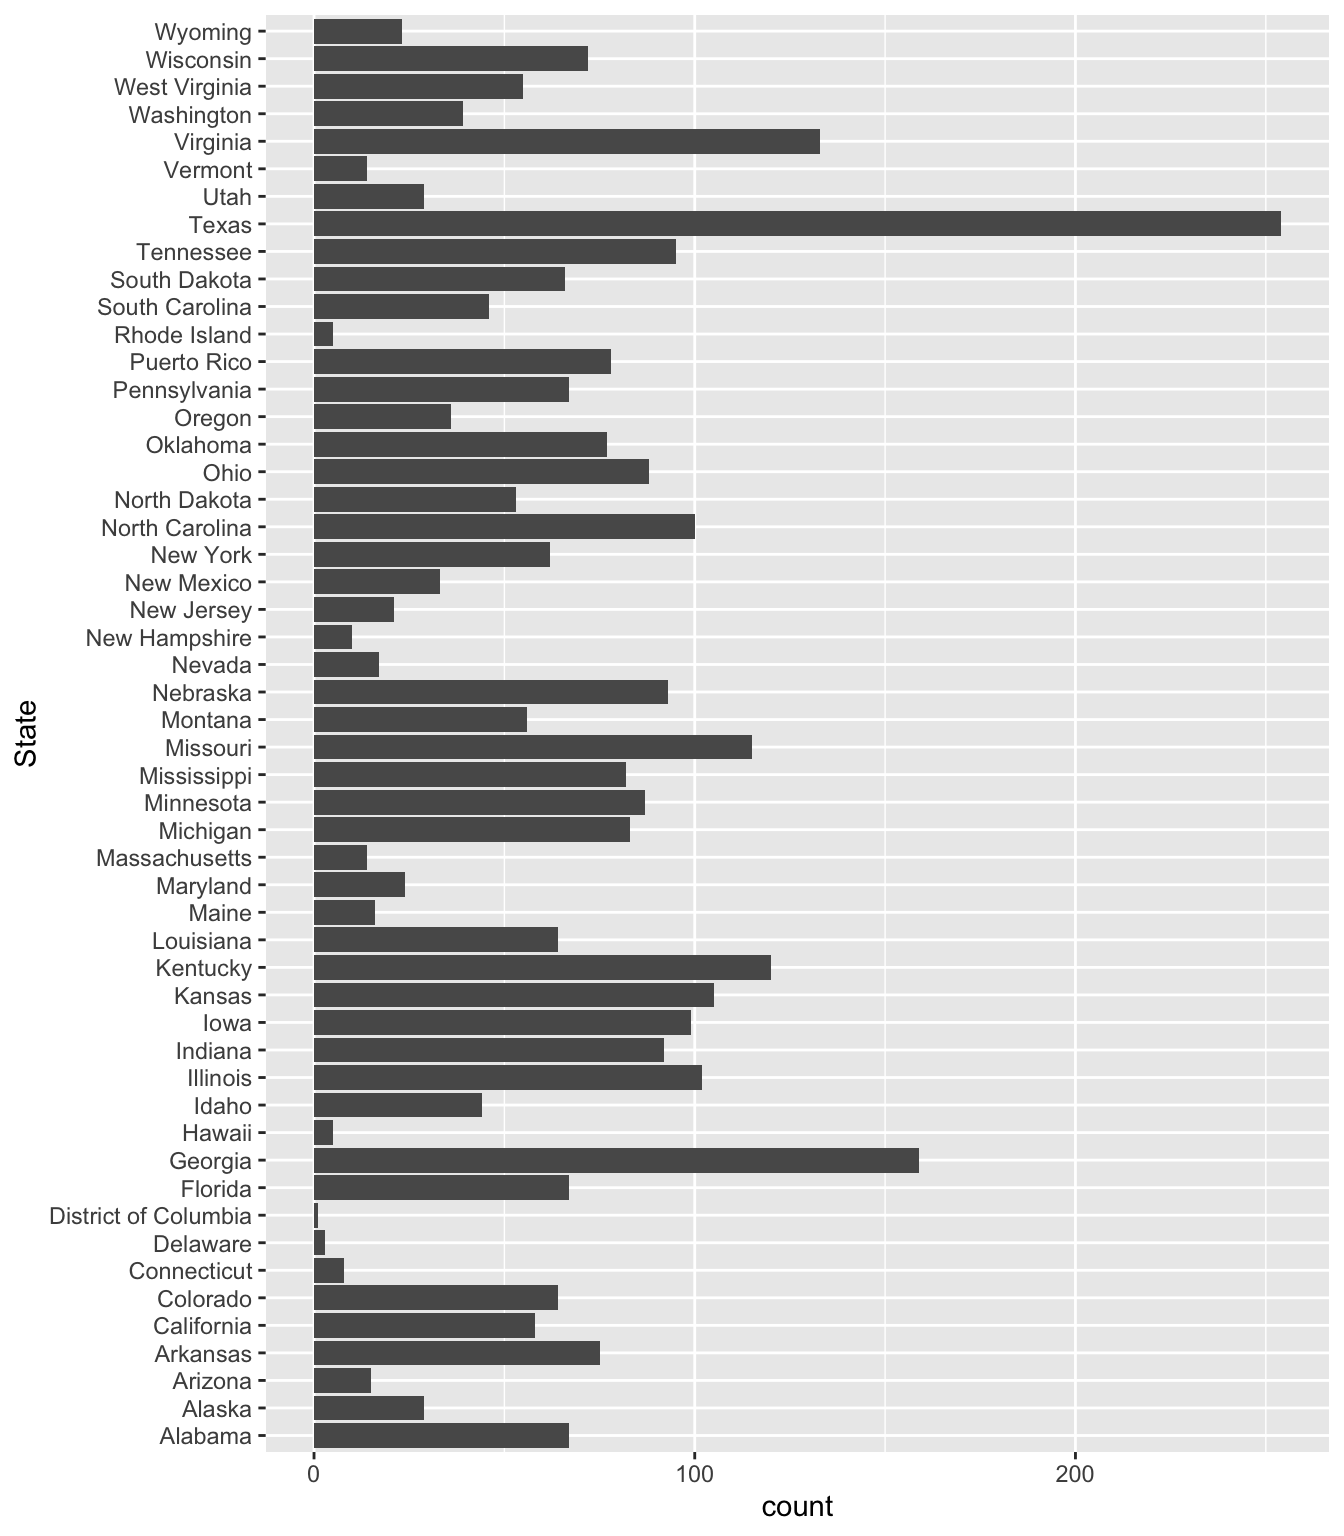 Wyoming
Wisconsin
West Virginia
Washington
Virginia
Vermont
Utah
Texas
Tennessee
South Dakota
South Carolina
Rhode Island
Puerto Rico
Pennsylvania
Oregon
Oklahoma
Ohio
North Dakota
North Carolina
New York
New Mexico
New Jersey
New Hampshire
Nevada
Nebraska
Montana
Missouri
Mississippi
Minnesota
Michigan
Massachusetts
Maryland
Maine
Louisiana
Kentucky
Kansas
Iowa
Indiana
Illinois
Idaho
Hawaii
Georgia
Florida
District of Columbia
Delaware
Connecticut
Colorado
California
Arkansas
Arizona
Alaska
Alabama
State
0 100 200
count